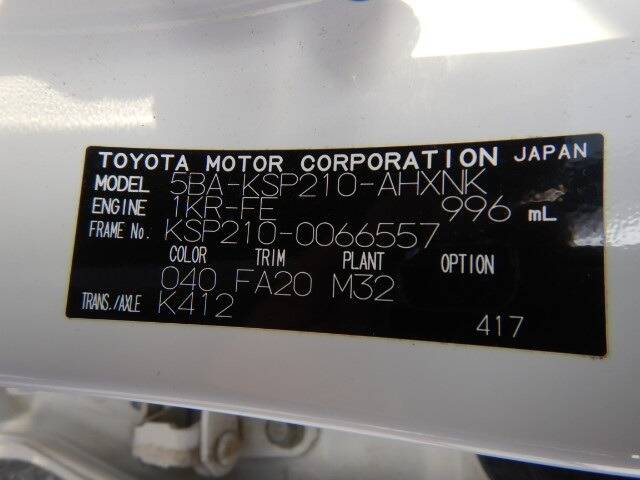 TOYOTA MOTOR CORPORATION JAPAN
MODEL 5BA-KSP210-AHXNK
ENGINE 1KR-FE 996 mL
FRAME No. KSP210-0066557
COLOR TRIM PLANT OPTION
040 FA20 M32
TRANS./AXLE K412
417